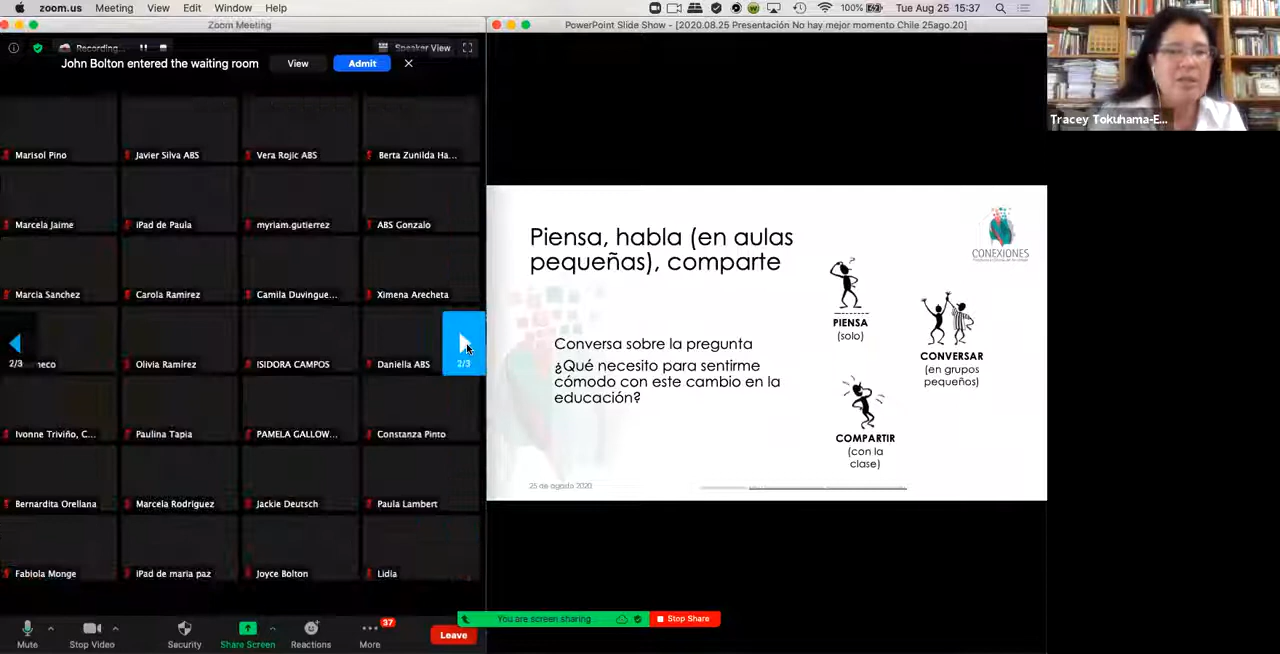 zoom.us Meeting View Edit Window Help
100% Tue Aug 25 15:37
Zoom Meeting
PowerPoint Slide Show - [2020.08.25 Presentación No hay mejor momento Chile 25ago.20]
Recording...
Speaker View
John Bolton entered the waiting room View Admit
Marisol Pino
Javier Silva ABS
Vera Rojic ABS
Berta Zunilda Ha...
Marcela Jaime
iPad de Paula
myriam.gutierrez
ABS Gonzalo
Marcia Sanchez
Carola Ramirez
Camila Duvingue...
Ximena Arecheta
2/3
neco
Olivia Ramírez
ISIDORA CAMPOS
Daniella ABS
2/3
Ivonne Triviño, C...
Paulina Tapia
PAMELA GALLOW...
Constanza Pinto
Bernardita Orellana
Marcela Rodriguez
Jackie Deutsch
Paula Lambert
Fabiola Monge
iPad de maria paz
Joyce Bolton
Lidia
Mute
Stop Video
Security
Share Screen
Reactions
More
37
Leave
You are screen sharing
Stop Share
Piensa, habla (en aulas
pequeñas), comparte
CONEXIONES
Conversa sobre la pregunta
¿Qué necesito para sentirme
cómodo con este cambio en la
educación?
PIENSA
(solo)
CONVERSAR
(en grupos
pequeños)
COMPARTIR
(con la
clase)
25 de agosto 2020
Tracey Tokuhama-E...